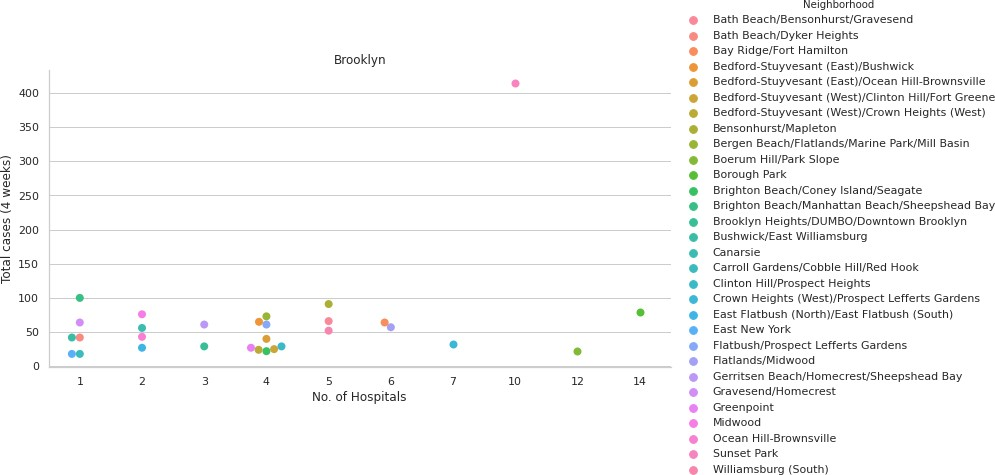 Brooklyn
Total cases (4 weeks)
400
350
300
250
200
150
100
50
0
1 2 3 4 5 6 7 10 12 14
No. of Hospitals
Neighborhood
Bath Beach/Bensonhurst/Gravesend
Bath Beach/Dyker Heights
Bay Ridge/Fort Hamilton
Bedford-Stuyvesant (East)/Bushwick
Bedford-Stuyvesant (East)/Ocean Hill-Brownsville
Bedford-Stuyvesant (West)/Clinton Hill/Fort Greene
Bedford-Stuyvesant (West)/Crown Heights (West)
Bensonhurst/Mapleton
Bergen Beach/Flatlands/Marine Park/Mill Basin
Boerum Hill/Park Slope
Borough Park
Brighton Beach/Coney Island/Seagate
Brighton Beach/Manhattan Beach/Sheepshead Bay
Brooklyn Heights/DUMBO/Downtown Brooklyn
Bushwick/East Williamsburg
Canarsie
Carroll Gardens/Cobble Hill/Red Hook
Clinton Hill/Prospect Heights
Crown Heights (West)/Prospect Lefferts Gardens
East Flatbush (North)/East Flatbush (South)
East New York
Flatbush/Prospect Lefferts Gardens
Flatlands/Midwood
Gerritsen Beach/Homecrest/Sheepshead Bay
Gravesend/Homecrest
Greenpoint
Midwood
Ocean Hill-Brownsville
Sunset Park
Williamsburg (South)